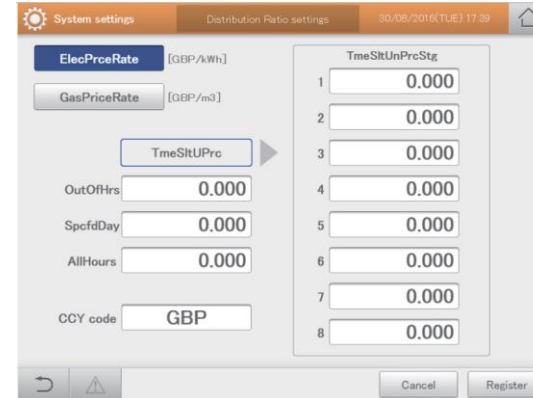 System settings
Distribution Ratio settings
30/08/2016(TUE) 17:39
ElecPrceRate [GBP/kWh]
GasPriceRate [GBP/m3]
TmeSltUPrc
OutOfHrs 0.000
SpcfdDay 0.000
AllHours 0.000
CCY code GBP
TmeSltUnPrcStg
1 0.000
2 0.000
3 0.000
4 0.000
5 0.000
6 0.000
7 0.000
8 0.000
Cancel
Register